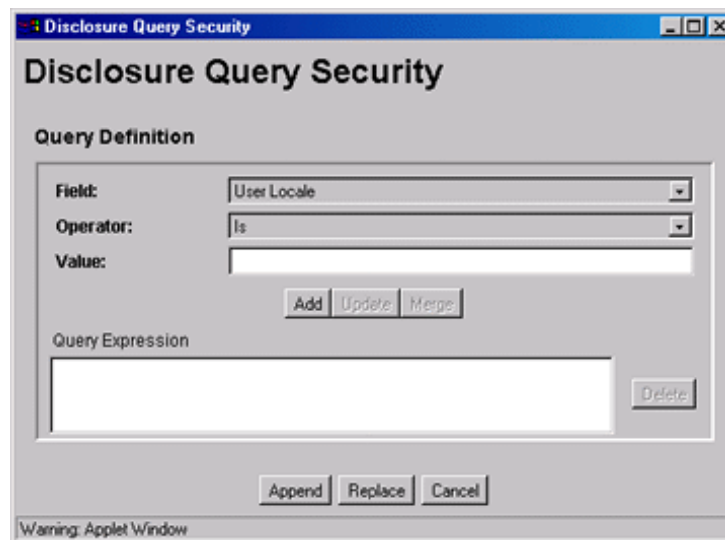 Disclosure Query Security
Disclosure Query Security
Query Definition
Field: User Locale
Operator: Is
Value:
Add Update Merge
Query Expression
Delete
Append Replace Cancel
Warning: Applet Window